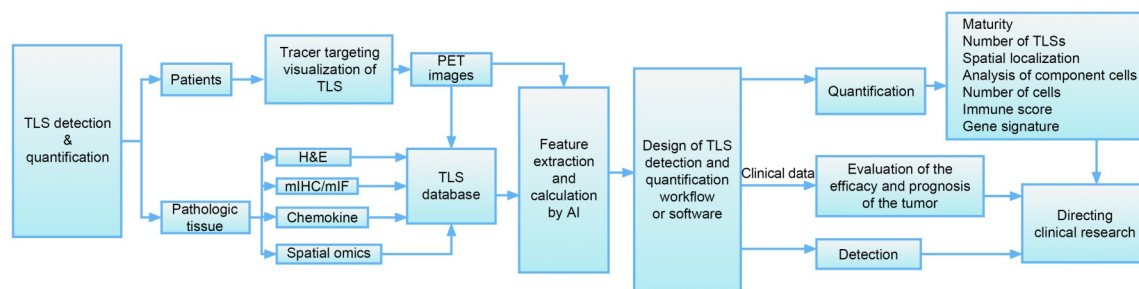 TLS detection
&
quantification
Patients
Tracer targeting
visualization of
TLS
PET
images
Pathologic
tissue
H&E
mIHC/mIF
Chemokine
Spatial omics
TLS
database
Feature
extraction
and
calculation
by AI
Design of TLS
detection and
quantification
workflow
or software
Quantification
Maturity
Number of TLSs
Spatial localization
Analysis of component cells
Number of cells
Immune score
Gene signature
Clinical data
Evaluation of the
efficacy and prognosis
of the tumor
Detection
Directing
clinical research